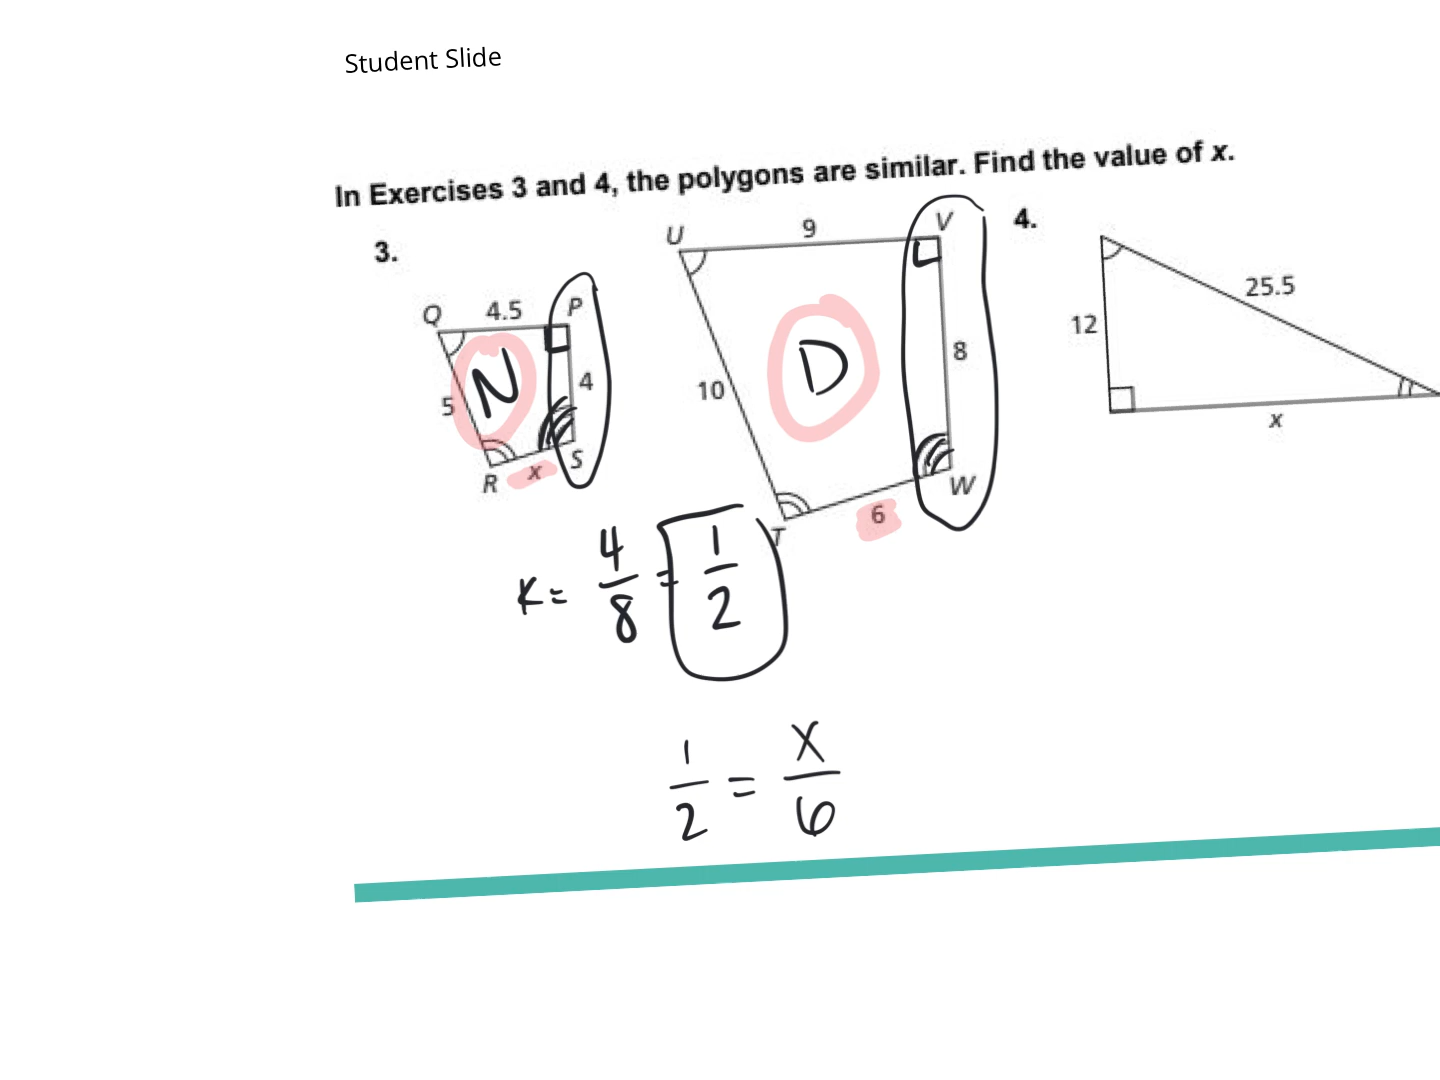 Student Slide
In Exercises 3 and 4, the polygons are similar. Find the value of x.
3.
Q 4.5 P
N
5
4
R x S
U 9 V
10
D
8
T 6 W
4.
12
25.5
x
K = 4/8 = 1/2
1/2 = x/6